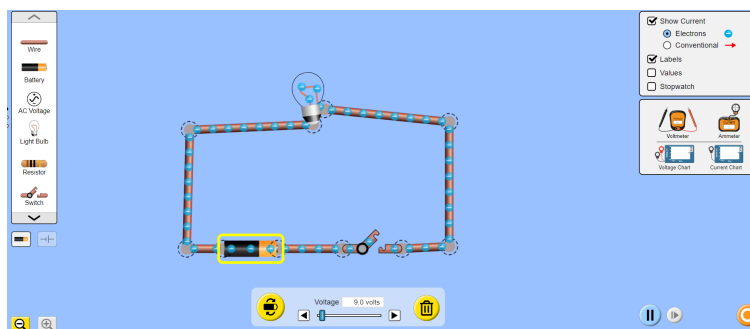 Wire
Battery
AC Voltage
Light Bulb
Resistor
Switch
Show Current
Electrons
Conventional
Labels
Values
Stopwatch
Voltmeter
Ammeter
Voltage Chart
Current Chart
Voltage
9.0 volts